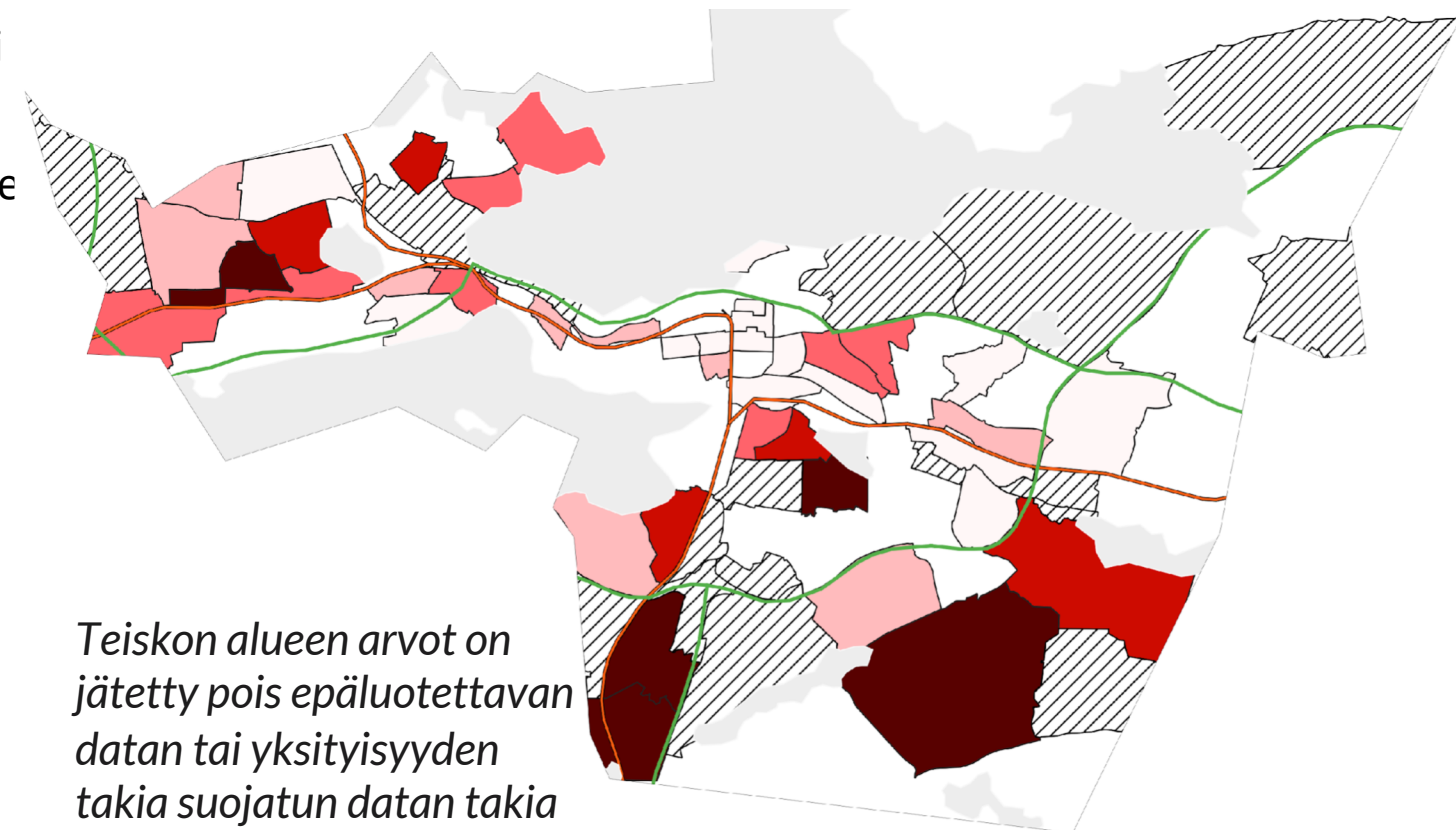 Teiskon alueen arvot on
jätetty pois epäluotettavan
datan tai yksityisyyden
takia suojatun datan takia